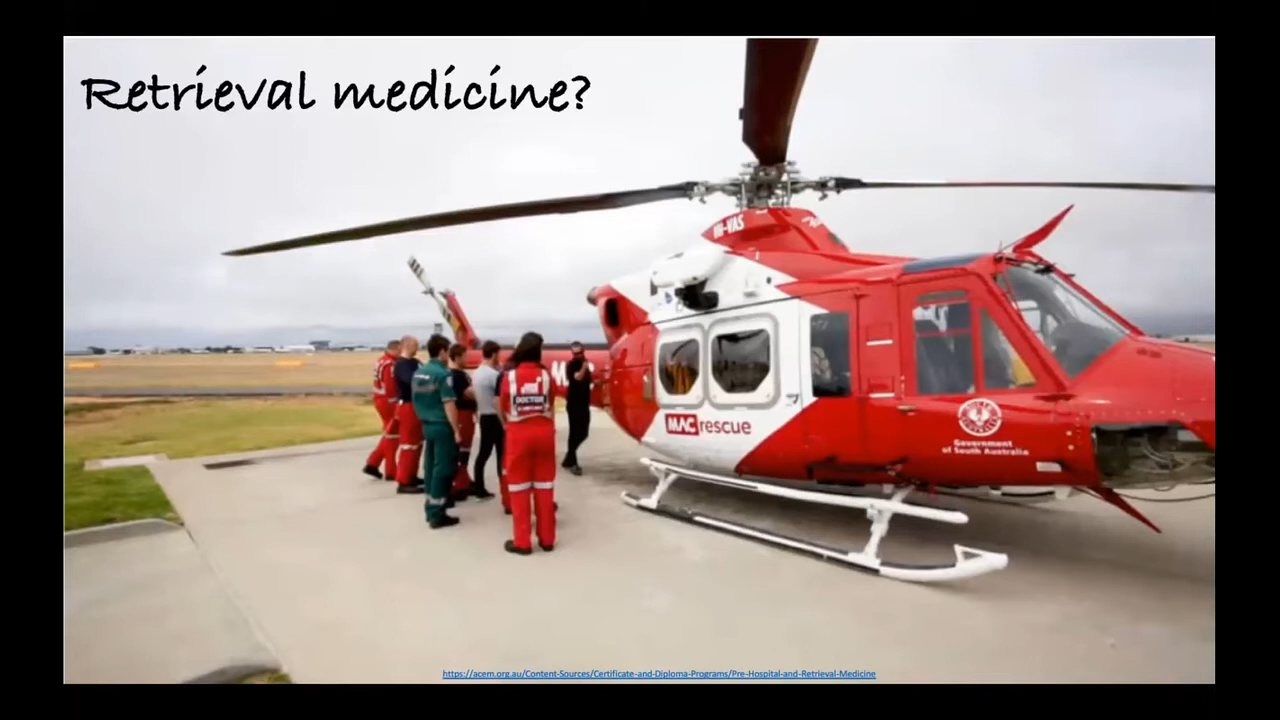 Retrieval medicine?
VH-VAS
DOCTOR
MAC rescue
Government
of South Australia
https://acem.org.au/Content-Sources/Certificate-and-Diploma-Programs/Pre-Hospital-and-Retrieval-Medicine